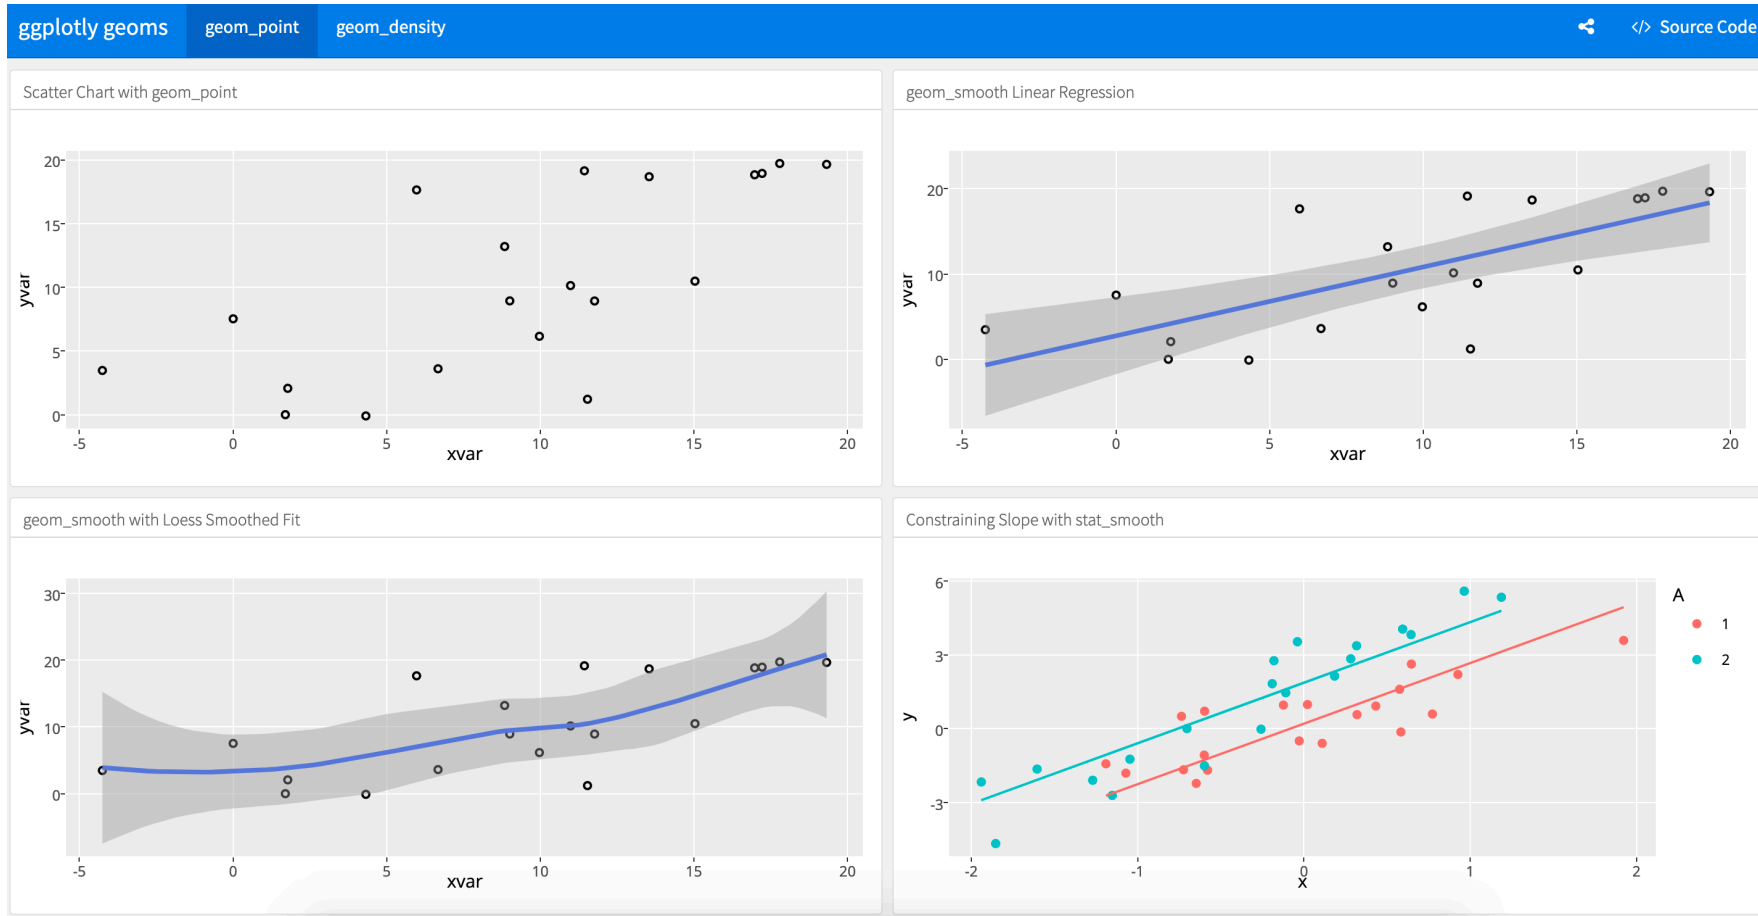 ggplotly geoms geom_point geom_density </> Source Code
Scatter Chart with geom_point
20
15
10
5
0
yvar
-5 0 5 10 15 20
xvar
geom_smooth Linear Regression
20
10
0
yvar
-5 0 5 10 15 20
xvar
geom_smooth with Loess Smoothed Fit
30
20
10
0
yvar
-5 0 5 10 15 20
xvar
Constraining Slope with stat_smooth
6
3
0
-3
y
-2 -1 0 1 2
x
A
1
2